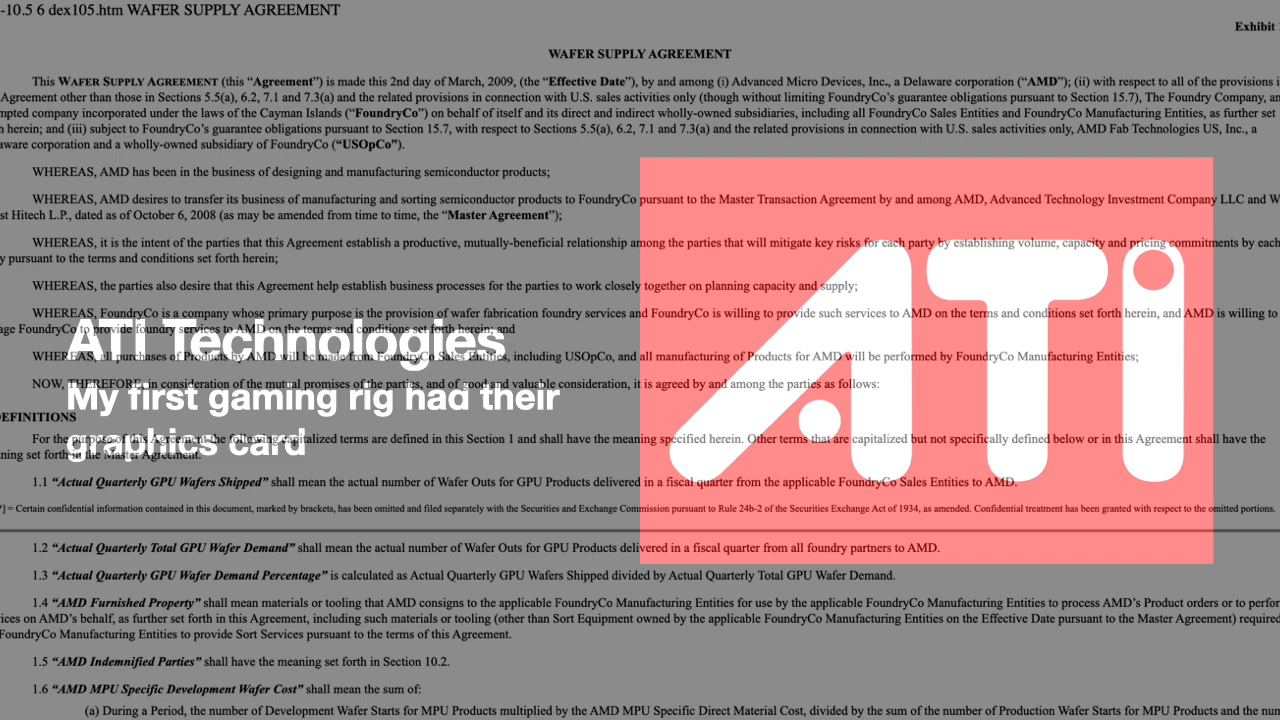 -10.5 6 dex105.htm WAFER SUPPLY AGREEMENT
Exhibit
WAFER SUPPLY AGREEMENT
This WAFER SUPPLY AGREEMENT (this “Agreement”) is made this 2nd day of March, 2009, (the “Effective Date”), by and among (i) Advanced Micro Devices, Inc., a Delaware corporation (“AMD”); (ii) with respect to all of the provisions
Agreement other than those in Sections 5.5(a), 6.2, 7.1 and 7.3(a) and the related provisions in connection with U.S. sales activities only (though without limiting FoundryCo’s guarantee obligations pursuant to Section 15.7), The Foundry Company, an
mpted company incorporated under the laws of the Cayman Islands (“FoundryCo”) on behalf of itself and its direct and indirect wholly-owned subsidiaries, including all FoundryCo Sales Entities and FoundryCo Manufacturing Entities, as further set
h herein; and (iii) subject to FoundryCo’s guarantee obligations pursuant to Section 15.7, with respect to Sections 5.5(a), 6.2, 7.1 and 7.3(a) and the related provisions in connection with U.S. sales activities only, AMD Fab Technologies US, Inc., a
aware corporation and a wholly-owned subsidiary of FoundryCo (“USOpCo”).
WHEREAS, AMD has been in the business of designing and manufacturing semiconductor products;
WHEREAS, AMD desires to transfer its business of manufacturing and sorting semiconductor products to FoundryCo pursuant to the Master Transaction Agreement by and among AMD, Advanced Technology Investment Company LLC and W
st Hitech L.P., dated as of October 6, 2008 (as may be amended from time to time, the “Master Agreement”);
WHEREAS, it is the intent of the parties that this Agreement establish a productive, mutually-beneficial relationship among the parties that will mitigate key risks for each party by establishing volume, capacity and pricing commitments by each
y pursuant to the terms and conditions set forth herein;
WHEREAS, the parties also desire that this Agreement help establish business processes for the parties to work closely together on planning capacity and supply;
WHEREAS, FoundryCo is a company whose primary purpose is the provision of wafer fabrication foundry services and FoundryCo is willing to provide such services to AMD on the terms and conditions set forth herein, and AMD is willing to
age FoundryCo to provide foundry services to AMD on the terms and conditions set forth herein; and
ATI Technologies
WHEREAS, all purchases of Products by AMD will be made from FoundryCo Sales Entities, including USOpCo, and all manufacturing of Products for AMD will be performed by FoundryCo Manufacturing Entities;
NOW, THEREFORE, in consideration of the mutual promises of the parties, and of good and valuable consideration, it is agreed by and among the parties as follows:
My first gaming rig had their
graphics card
ATI
DEFINITIONS
For the purpose of this Agreement the following capitalized terms are defined in this Section 1 and shall have the meaning specified herein. Other terms that are capitalized but not specifically defined below or in this Agreement shall have the
ning set forth in the Master Agreement.
1.1 “Actual Quarterly GPU Wafers Shipped” shall mean the actual number of Wafer Outs for GPU Products delivered in a fiscal quarter from the applicable FoundryCo Sales Entities to AMD.
*] = Certain confidential information contained in this document, marked by brackets, has been omitted and filed separately with the Securities and Exchange Commission pursuant to Rule 24b-2 of the Securities Exchange Act of 1934, as amended. Confidential treatment has been granted with respect to the omitted portions.
1.2 “Actual Quarterly Total GPU Wafer Demand” shall mean the actual number of Wafer Outs for GPU Products delivered in a fiscal quarter from all foundry partners to AMD.
1.3 “Actual Quarterly GPU Wafer Demand Percentage” is calculated as Actual Quarterly GPU Wafers Shipped divided by Actual Quarterly Total GPU Wafer Demand.
1.4 “AMD Furnished Property” shall mean materials or tooling that AMD consigns to the applicable FoundryCo Manufacturing Entities for use by the applicable FoundryCo Manufacturing Entities to process AMD’s Product orders or to perfor
ices on AMD’s behalf, as further set forth in this Agreement, including such materials or tooling (other than Sort Equipment owned by the applicable FoundryCo Manufacturing Entities on the Effective Date pursuant to the Master Agreement) required
FoundryCo Manufacturing Entities to provide Sort Services pursuant to the terms of this Agreement.
1.5 “AMD Indemnified Parties” shall have the meaning set forth in Section 10.2.
1.6 “AMD MPU Specific Development Wafer Cost” shall mean the sum of:
(a) During a Period, the number of Development Wafer Starts for MPU Products multiplied by the AMD MPU Specific Direct Material Cost, divided by the sum of the number of Production Wafer Starts for MPU Products and the num